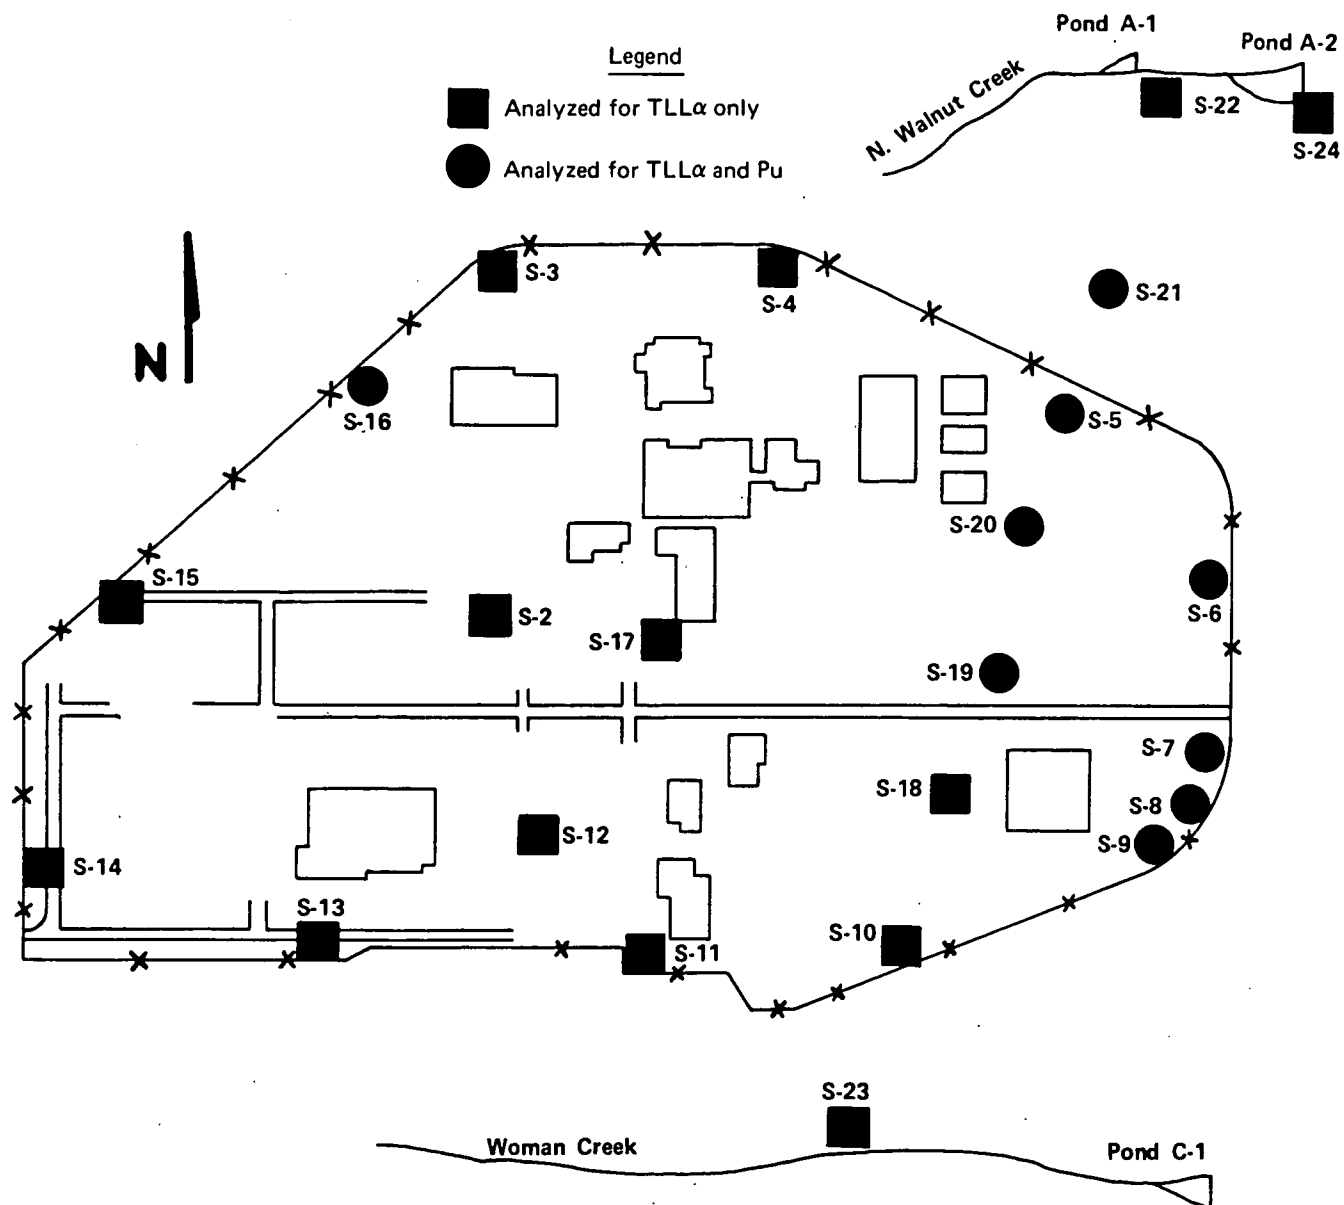 Pond A-1
Legend
Pond A-2
N. Walnut Creek
Analyzed for TLLα only
S-22
S-24
Analyzed for TLLα and Pu
N
S-3
S-4
S-21
S-16
S-5
S-20
S-15
S-2
S-17
S-6
S-19
S-7
S-18
S-8
S-12
S-9
S-14
S-13
S-10
S-11
S-23
Woman Creek
Pond C-1